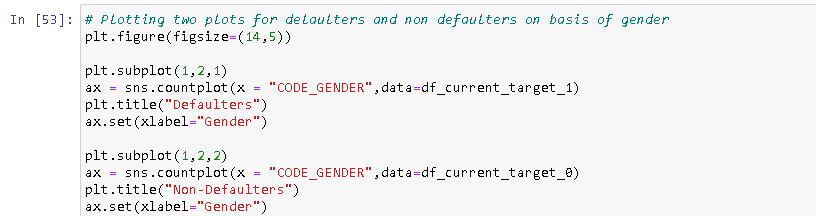 In [53]: # Plotting two plots for delaulters and non defaulters on basis of gender
plt.figure(figsize=(14,5))
plt.subplot(1,2,1)
ax = sns.countplot(x = "CODE_GENDER",data=df_current_target_1)
plt.title("Defaulters")
ax.set(xlabel="Gender")
plt.subplot(1,2,2)
ax = sns.countplot(x = "CODE_GENDER",data=df_current_target_0)
plt.title("Non-Defaulters")
ax.set(xlabel="Gender")